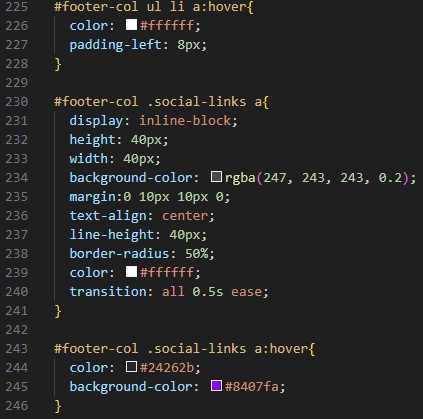 225 #footer-col ul li a:hover{
226 color: #ffffff;
227 padding-left: 8px;
228 }
229
230 #footer-col .social-links a{
231 display: inline-block;
232 height: 40px;
233 width: 40px;
234 background-color: rgba(247, 243, 243, 0.2);
235 margin:0 10px 10px 0;
236 text-align: center;
237 line-height: 40px;
238 border-radius: 50%;
239 color: #ffffff;
240 transition: all 0.5s ease;
241 }
242
243 #footer-col .social-links a:hover{
244 color: #24262b;
245 background-color: #8407fa;
246 }